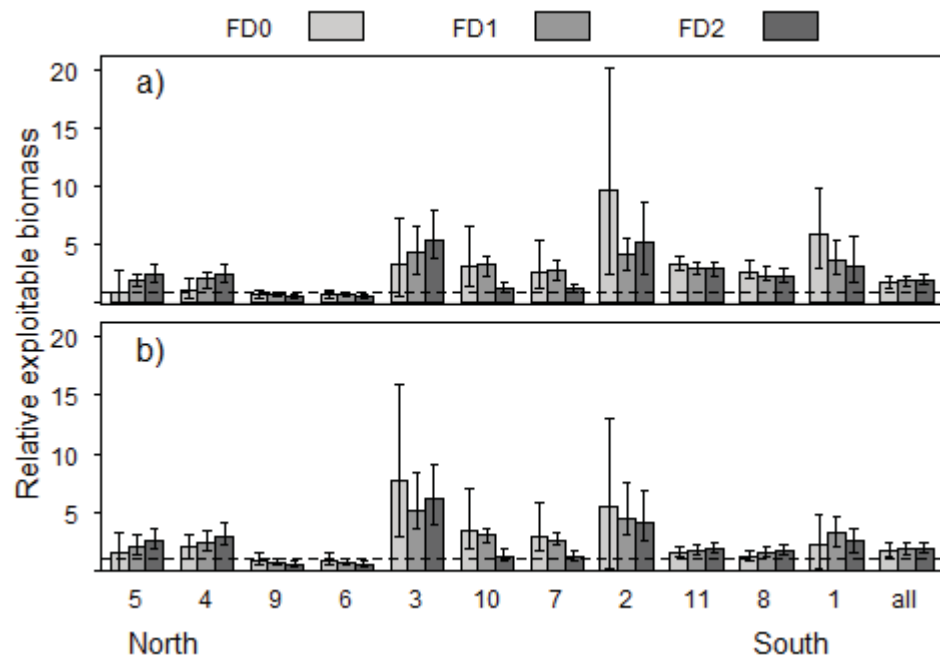 FD0 FD1 FD2
Relative exploitable biomass
a)
20
15
10
5
b)
20
15
10
5
5 4 9 6 3 10 7 2 11 8 1 all
North South